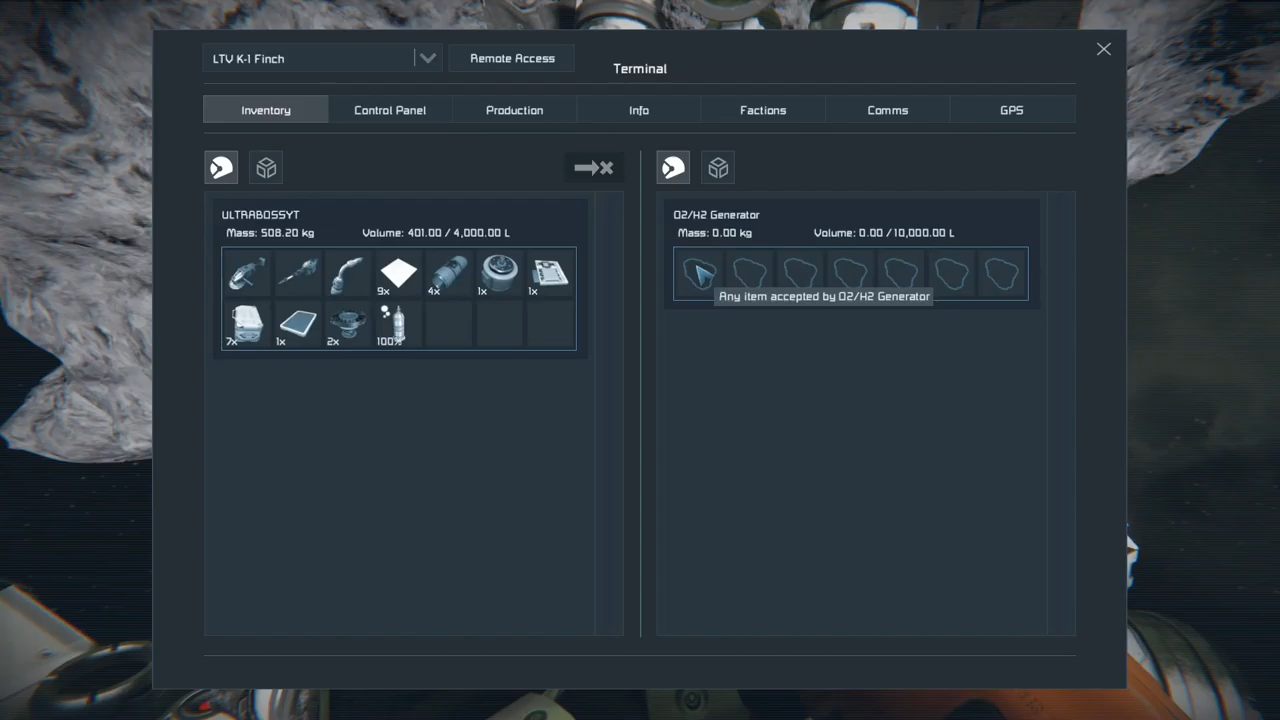 LTV K-1 Finch
Remote Access
Terminal
Inventory
Control Panel
Production
Info
Factions
Comms
GPS
ULTRABOSSYT
Mass: 508.20 kg
Volume: 401.00 / 4,000.00 L
9x
4x
1x
1x
7x
1x
2x
100%
O2/H2 Generator
Mass: 0.00 kg
Volume: 0.00 / 10,000.00 L
Any item accepted by O2/H2 Generator